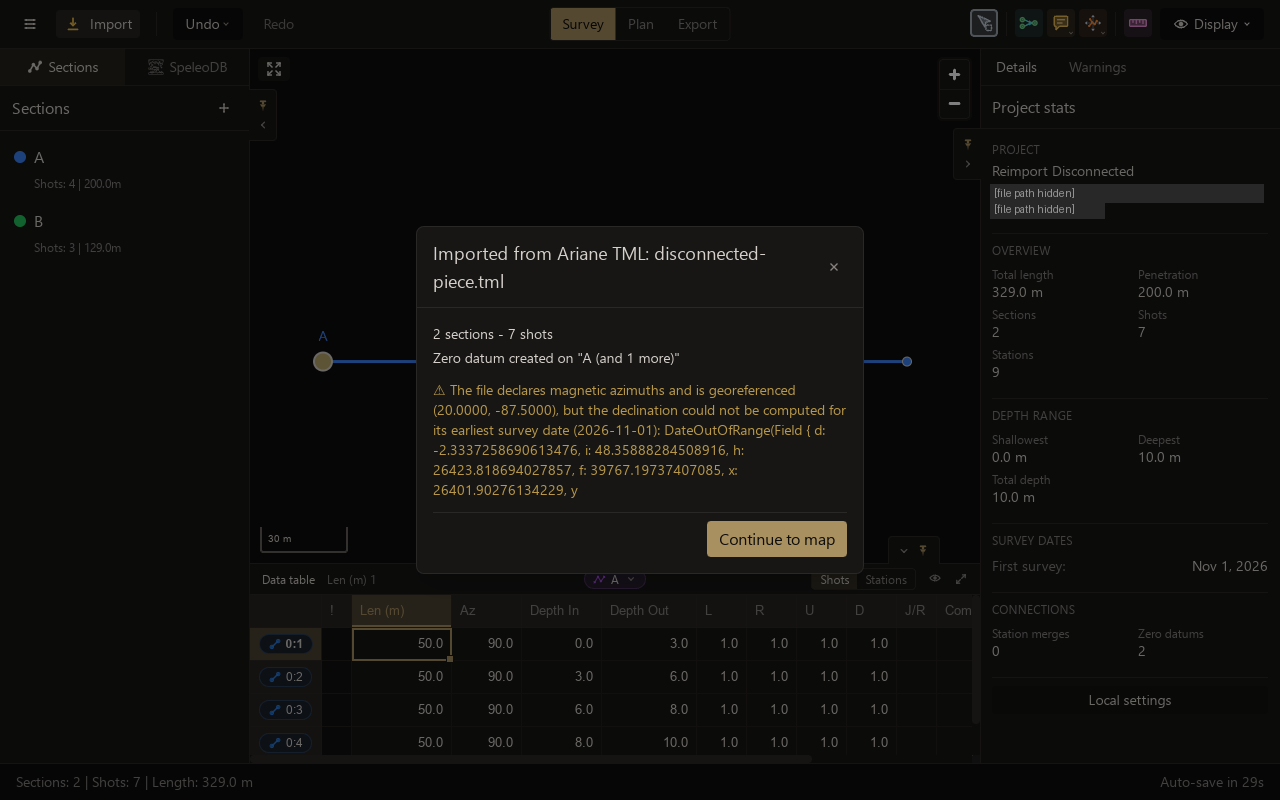 Import
Undo
Redo
Survey
Plan
Export
Display
Sections
SpeleoDB
Details
Warnings
Sections
A
Shots: 4 | 200.0m
B
Shots: 3 | 129.0m
A
30 m
Imported from Ariane TML: disconnected-
piece.tml
2 sections - 7 shots
Zero datum created on "A (and 1 more)"
⚠ The file declares magnetic azimuths and is georeferenced
(20.0000, -87.5000), but the declination could not be computed for
its earliest survey date (2026-11-01): DateOutOfRange(Field { d:
-2.3337258690613476, i: 48.35888284508916, h:
26423.818694027857, f: 39767.19737407085, x:
26401.90276134229, y
Continue to map
Project stats
PROJECT
Reimport Disconnected
[file path hidden]
[file path hidden]
OVERVIEW
Total length Penetration
329.0 m 200.0 m
Sections Shots
2 7
Stations
9
DEPTH RANGE
Shallowest Deepest
0.0 m 10.0 m
Total depth
10.0 m
SURVEY DATES
First survey: Nov 1, 2026
CONNECTIONS
Station merges Zero datums
0 2
Local settings
Data table Len (m) 1 A Shots Stations
! Len (m) Az Depth In Depth Out L R U D J/R Com
0:1 50.0 90.0 0.0 3.0 1.0 1.0 1.0 1.0
0:2 50.0 90.0 3.0 6.0 1.0 1.0 1.0 1.0
0:3 50.0 90.0 6.0 8.0 1.0 1.0 1.0 1.0
0:4 50.0 90.0 8.0 10.0 1.0 1.0 1.0 1.0
Sections: 2 | Shots: 7 | Length: 329.0 m
Auto-save in 29s